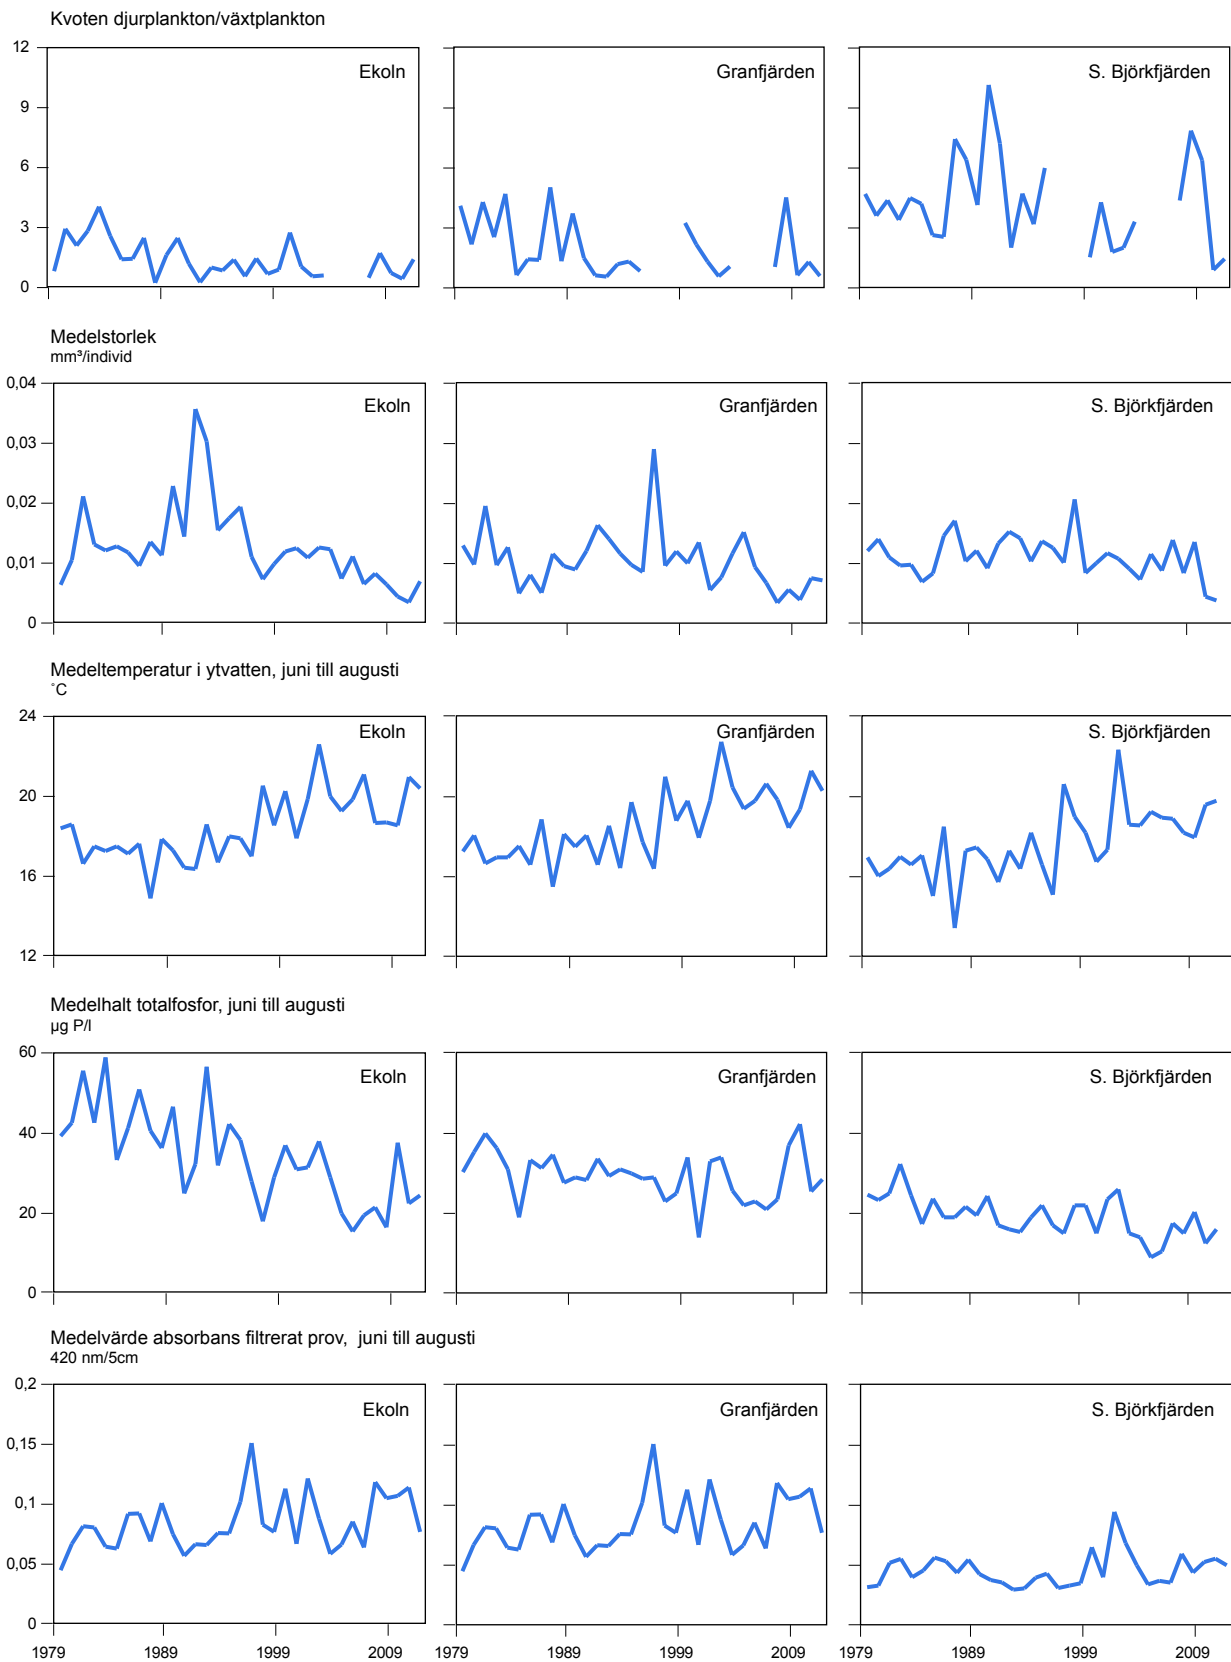 Kvoten djurplankton/växtplankton
12
9
6
3
0
Ekoln
Granfjärden
S. Björkfjärden
Medelstorlek
mm³/individ
0,04
0,03
0,02
0,01
0
Ekoln
Granfjärden
S. Björkfjärden
Medeltemperatur i ytvatten, juni till augusti
˚C
24
20
16
12
Ekoln
Granfjärden
S. Björkfjärden
Medelhalt totalfosfor, juni till augusti
µg P/l
60
40
20
0
Ekoln
Granfjärden
S. Björkfjärden
Medelvärde absorbans filtrerat prov, juni till augusti
420 nm/5cm
0,2
0,15
0,1
0,05
0
Ekoln
Granfjärden
S. Björkfjärden
1979 1989 1999 2009 1979 1989 1999 2009 1979 1989 1999 2009